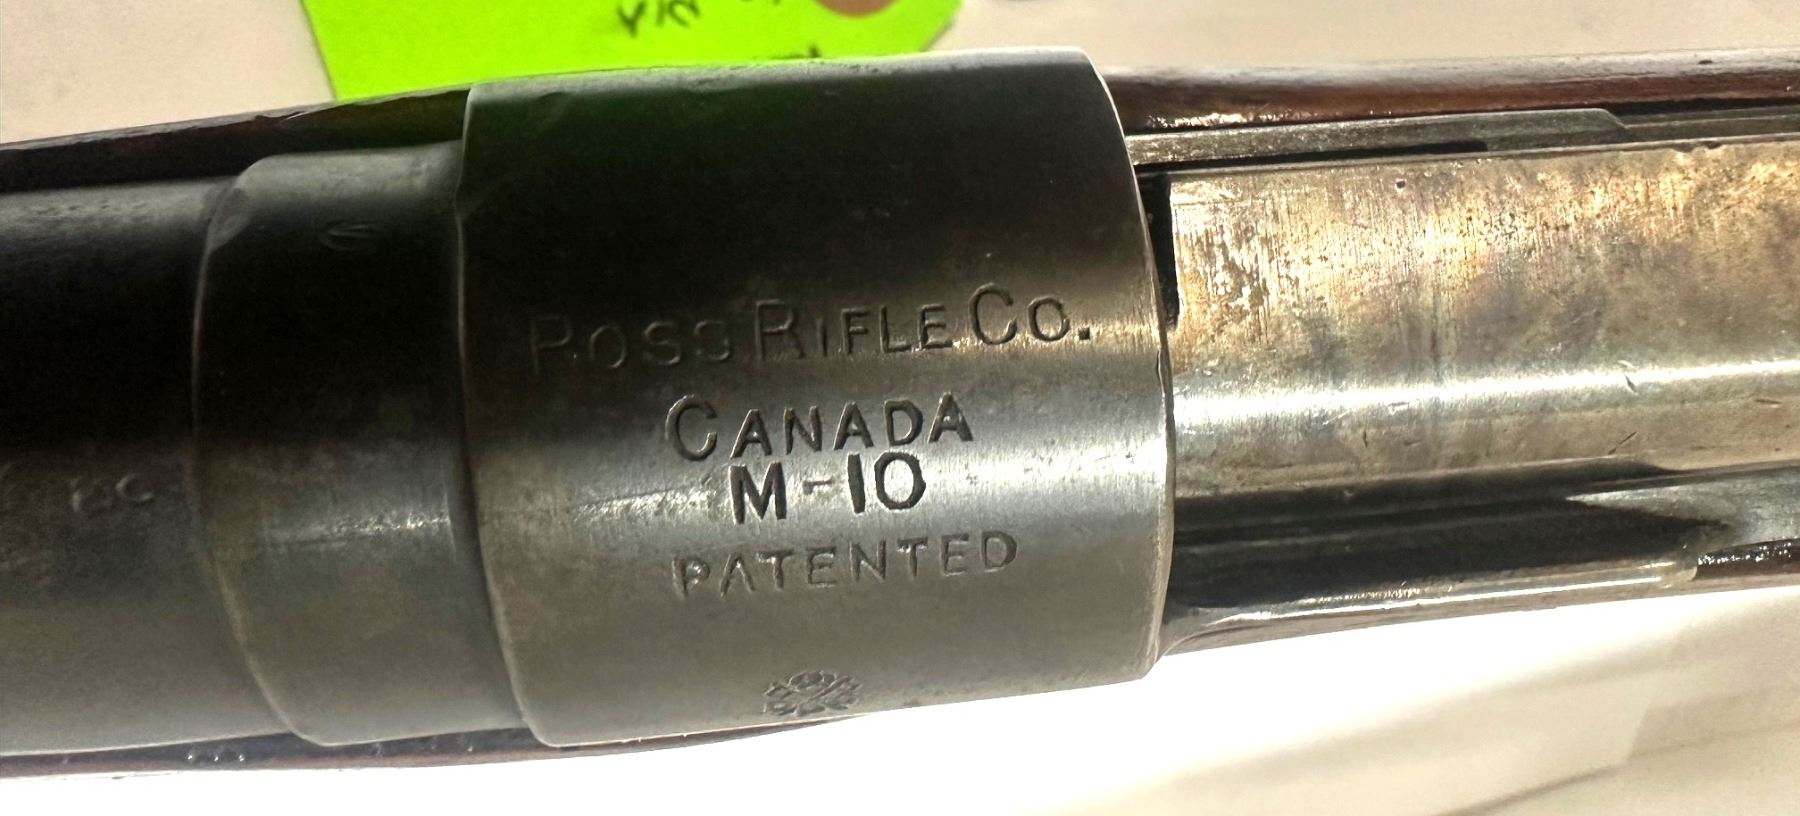 ROSS RIFLE CO.
CANADA
M-10
PATENTED